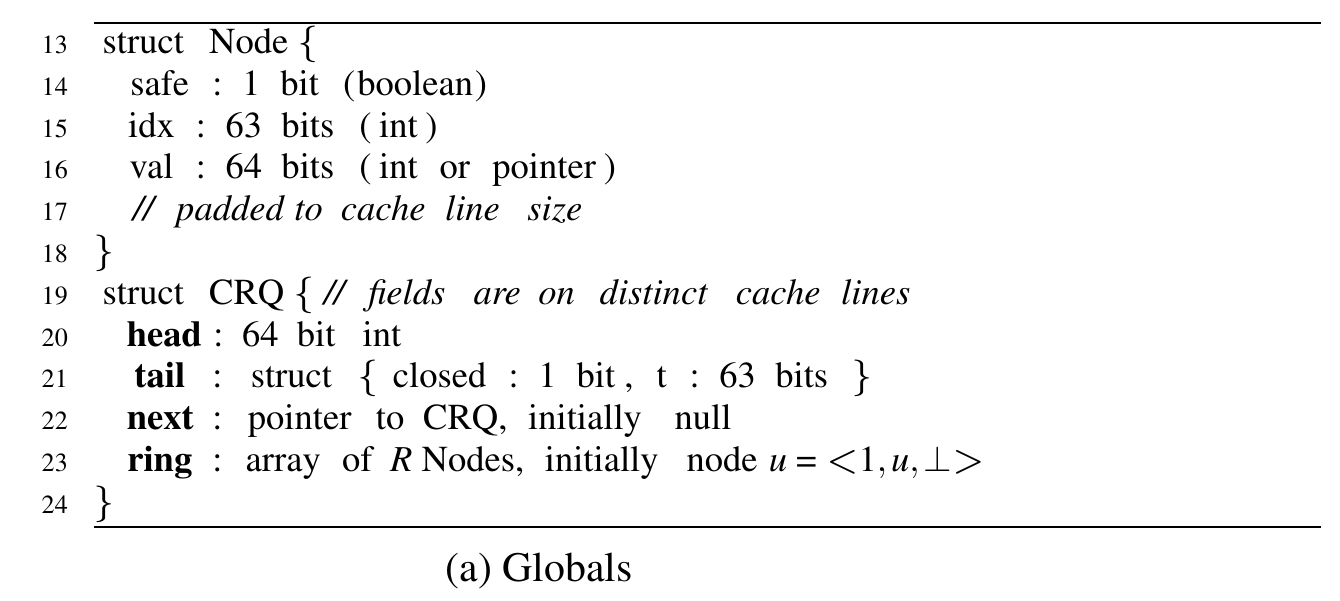 13 struct Node {
14 safe : 1 bit (boolean)
15 idx : 63 bits (int)
16 val : 64 bits (int or pointer)
17 // padded to cache line size
18 }
19 struct CRQ { // fields are on distinct cache lines
20 head : 64 bit int
21 tail : struct { closed : 1 bit, t : 63 bits }
22 next : pointer to CRQ, initially null
23 ring : array of R Nodes, initially node u = <1,u,⊥>
24 }
(a) Globals